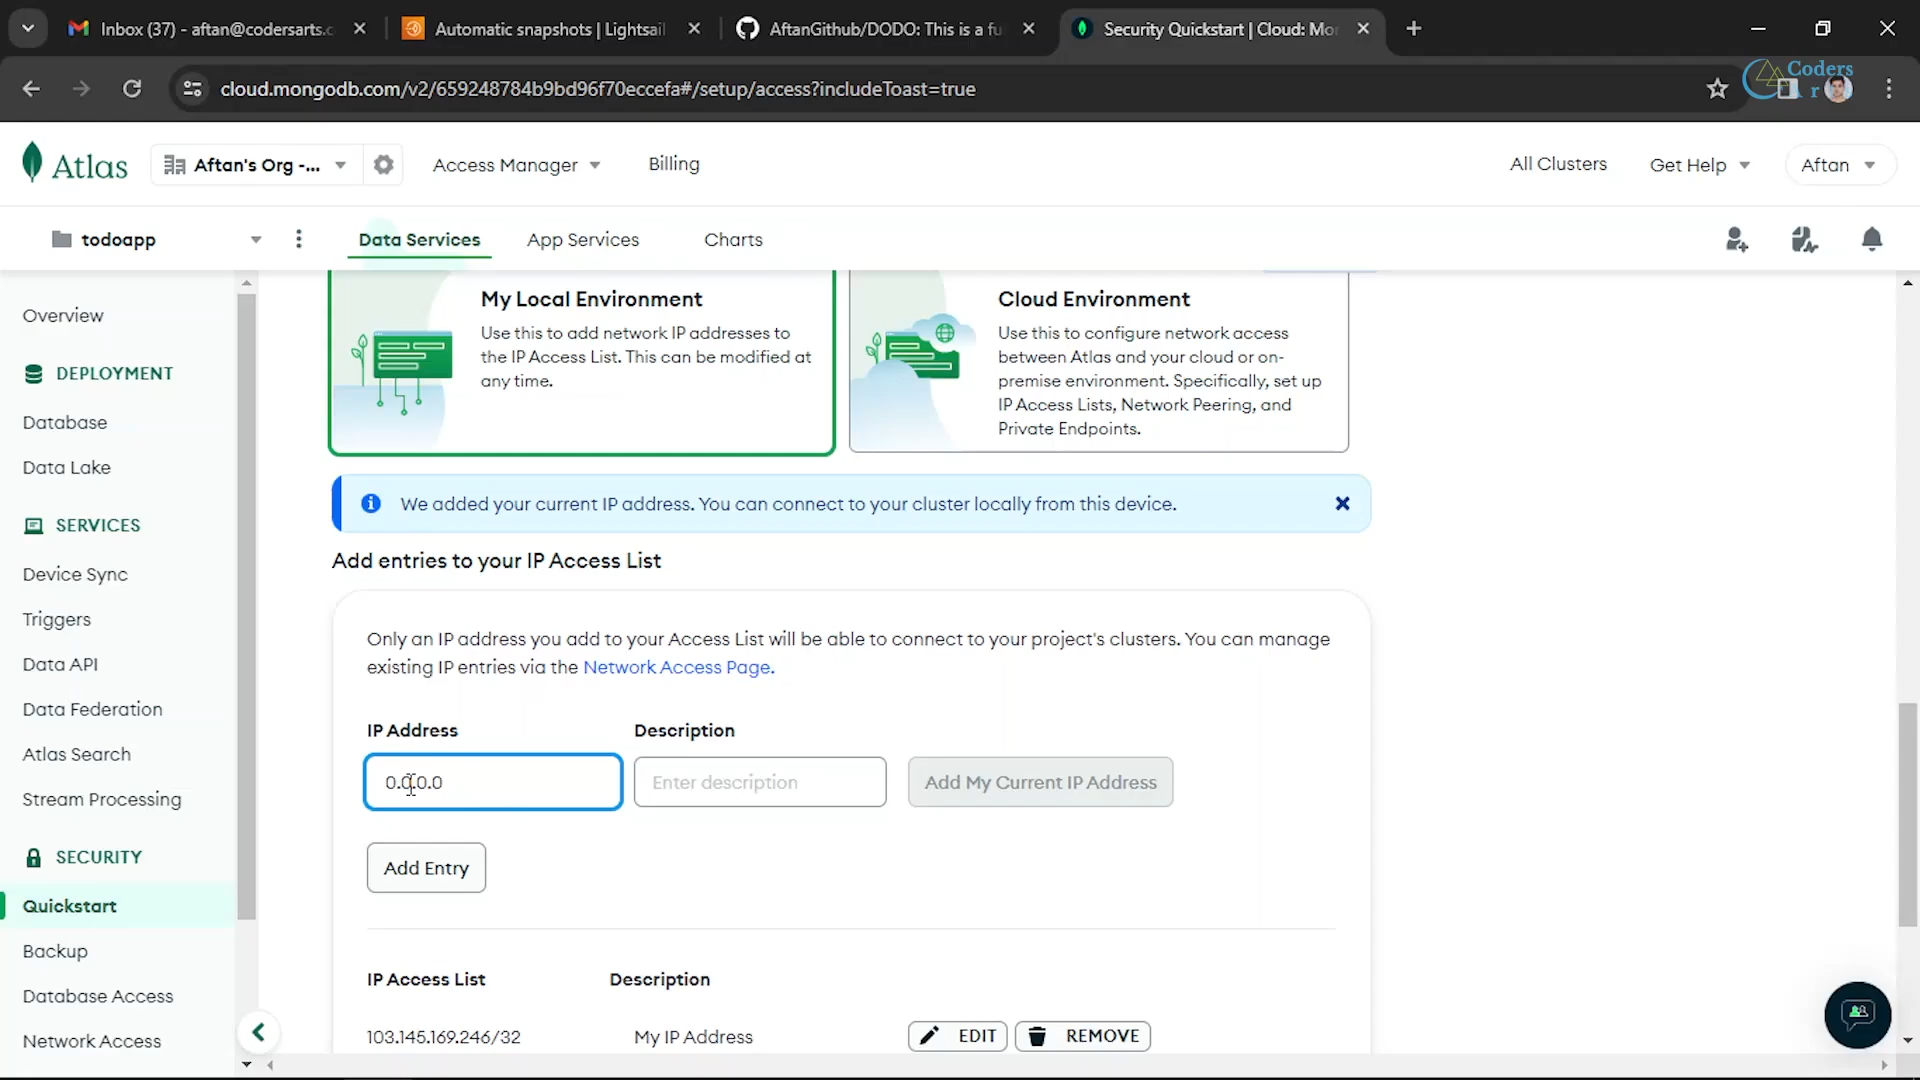 Inbox (37) - aftan@codersarts.c
Automatic snapshots | Lightsail
AftanGithub/DODO: This is a fu
Security Quickstart | Cloud: Mon
cloud.mongodb.com/v2/659248784b9bd96f70eccefa#/setup/access?includeToast=true
Coders
Atlas
Aftan's Org -...
Access Manager
Billing
All Clusters
Get Help
Aftan
todoapp
Data Services
App Services
Charts
Overview
DEPLOYMENT
Database
Data Lake
SERVICES
Device Sync
Triggers
Data API
Data Federation
Atlas Search
Stream Processing
SECURITY
Quickstart
Backup
Database Access
Network Access
My Local Environment
Use this to add network IP addresses to
the IP Access List. This can be modified at
any time.
Cloud Environment
Use this to configure network access
between Atlas and your cloud or on-
premise environment. Specifically, set up
IP Access Lists, Network Peering, and
Private Endpoints.
We added your current IP address. You can connect to your cluster locally from this device.
Add entries to your IP Access List
Only an IP address you add to your Access List will be able to connect to your project's clusters. You can manage
existing IP entries via the Network Access Page.
IP Address
Description
0.0.0.0
Enter description
Add My Current IP Address
Add Entry
IP Access List
Description
103.145.169.246/32
My IP Address
EDIT
REMOVE